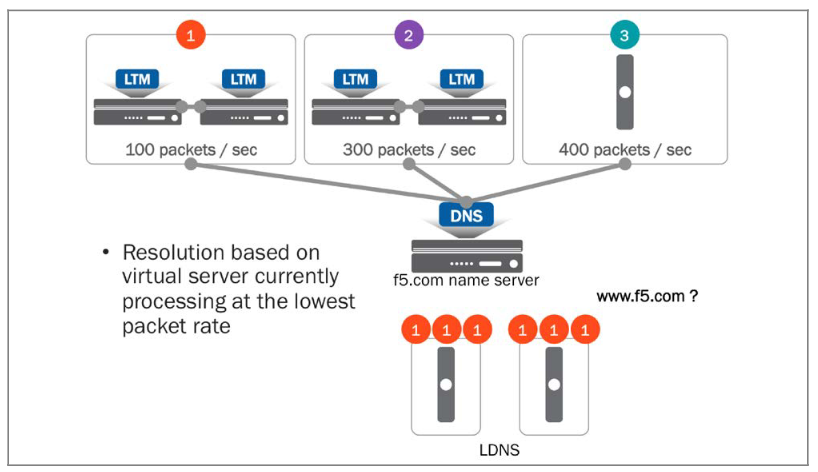 1 2 3
LTM LTM LTM LTM
100 packets / sec 300 packets / sec 400 packets / sec
DNS
f5.com name server
• Resolution based on
virtual server currently
processing at the lowest
packet rate
www.f5.com ?
1 1 1 1 1 1
LDNS